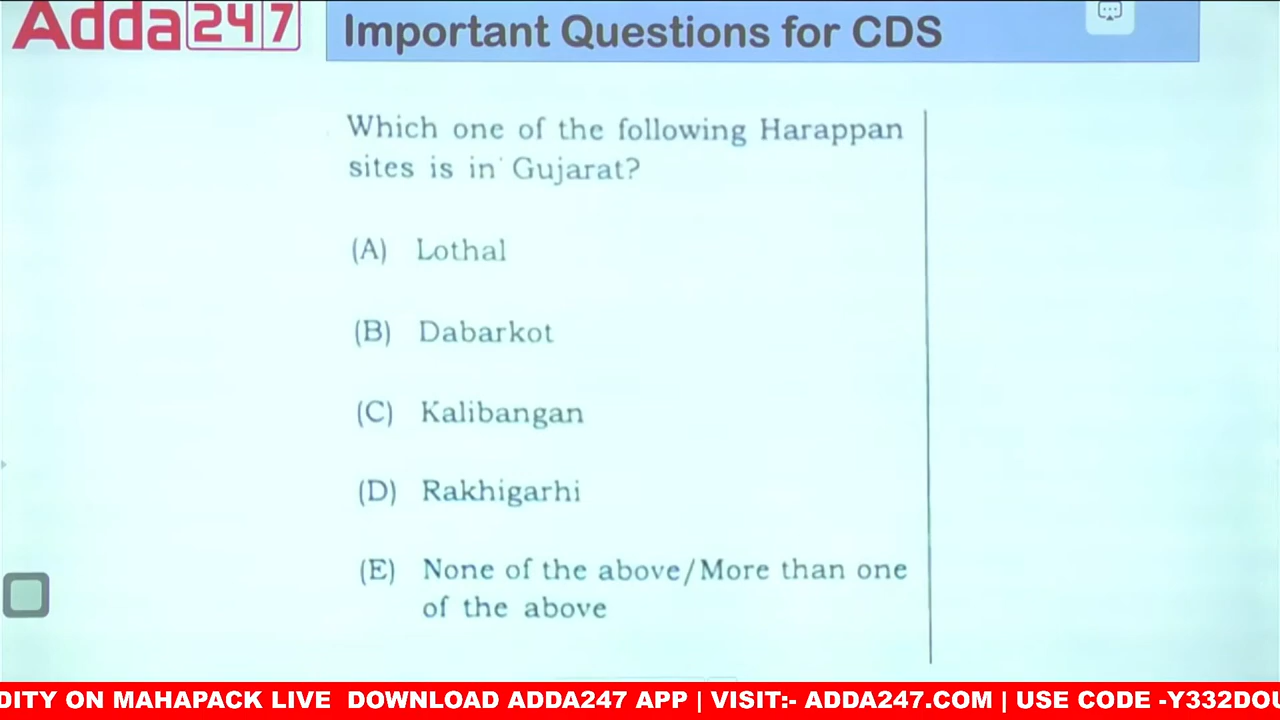 Adda247
Important Questions for CDS
Which one of the following Harappan
sites is in Gujarat?
(A) Lothal
(B) Dabarkot
(C) Kalibangan
(D) Rakhigarhi
(E) None of the above/More than one
of the above
DITY ON MAHAPACK LIVE DOWNLOAD ADDA247 APP | VISIT:- ADDA247.COM | USE CODE -Y332DOU